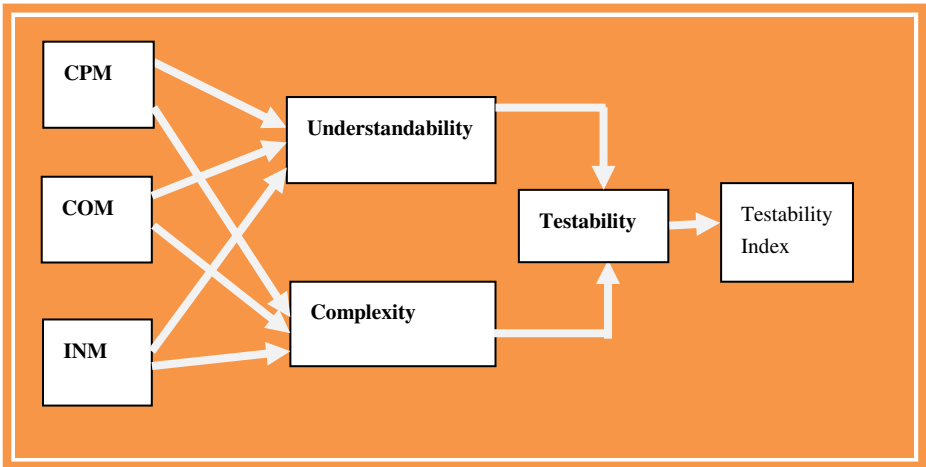 CPM
Understandability
COM
Testability
Testability
Index
Complexity
INM